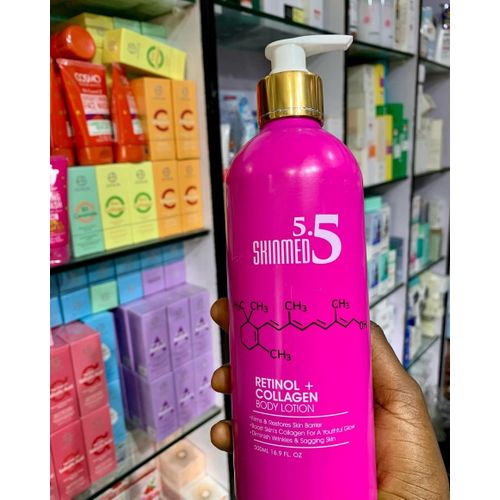 COSMO
5.5
SKINMED
CH3
CH3
CH3
CH3
OH
RETINOL +
COLLAGEN
BODY LOTION
•Firms & Restores Skin Barrier
•Boost Skin's Collagen For A Youthful Glow
•Diminish Wrinkles & Sagging Skin
500ML 16.9 FL. OZ